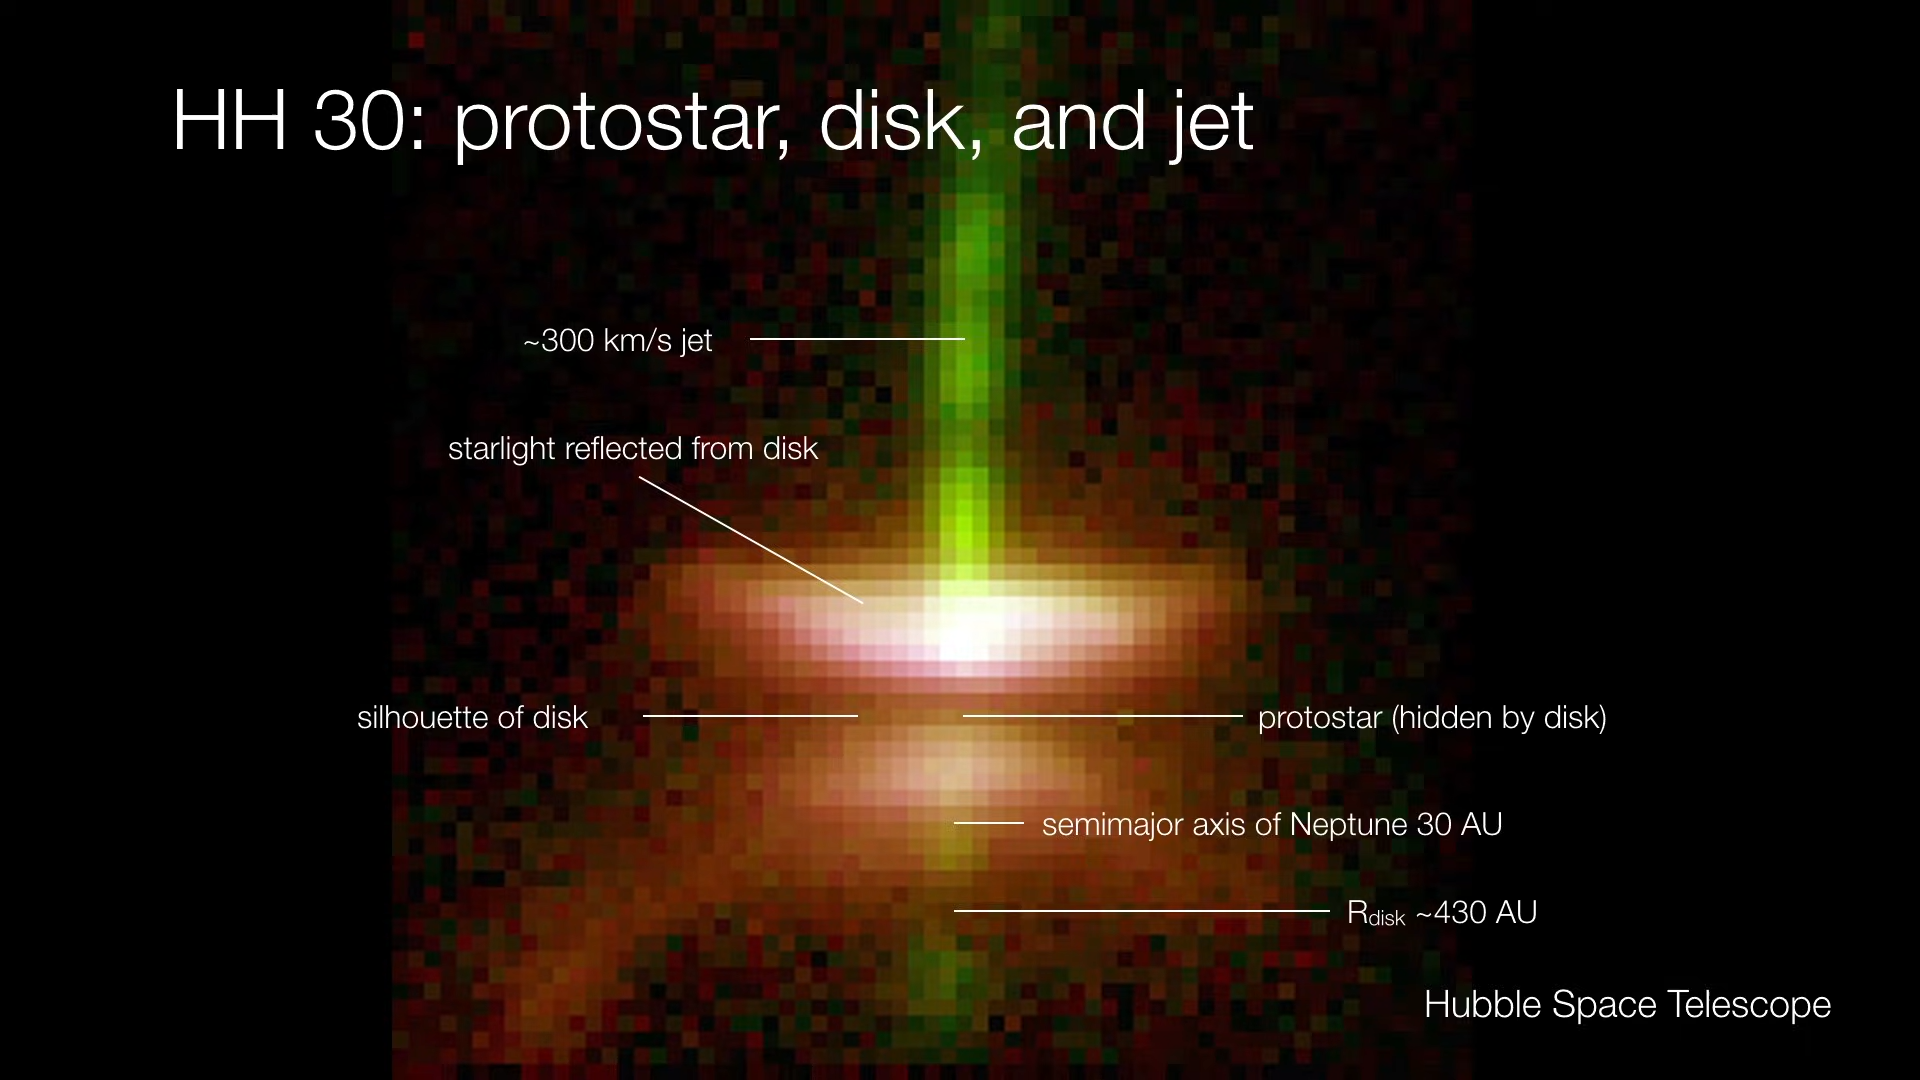 HH 30: protostar, disk, and jet
~300 km/s jet
starlight reflected from disk
silhouette of disk
protostar (hidden by disk)
semimajor axis of Neptune 30 AU
Rdisk ~430 AU
Hubble Space Telescope